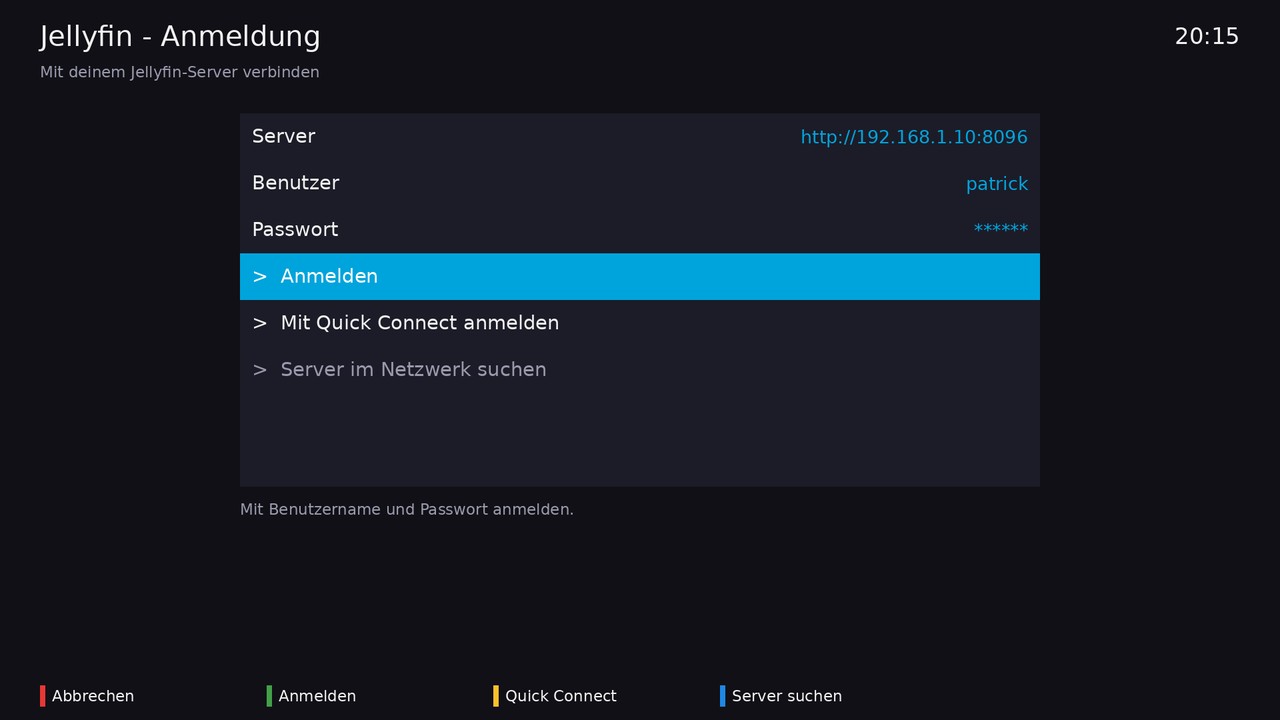 Jellyfin - Anmeldung
20:15
Mit deinem Jellyfin-Server verbinden
Server http://192.168.1.10:8096
Benutzer patrick
Passwort ******
> Anmelden
> Mit Quick Connect anmelden
> Server im Netzwerk suchen
Mit Benutzername und Passwort anmelden.
Abbrechen Anmelden Quick Connect Server suchen